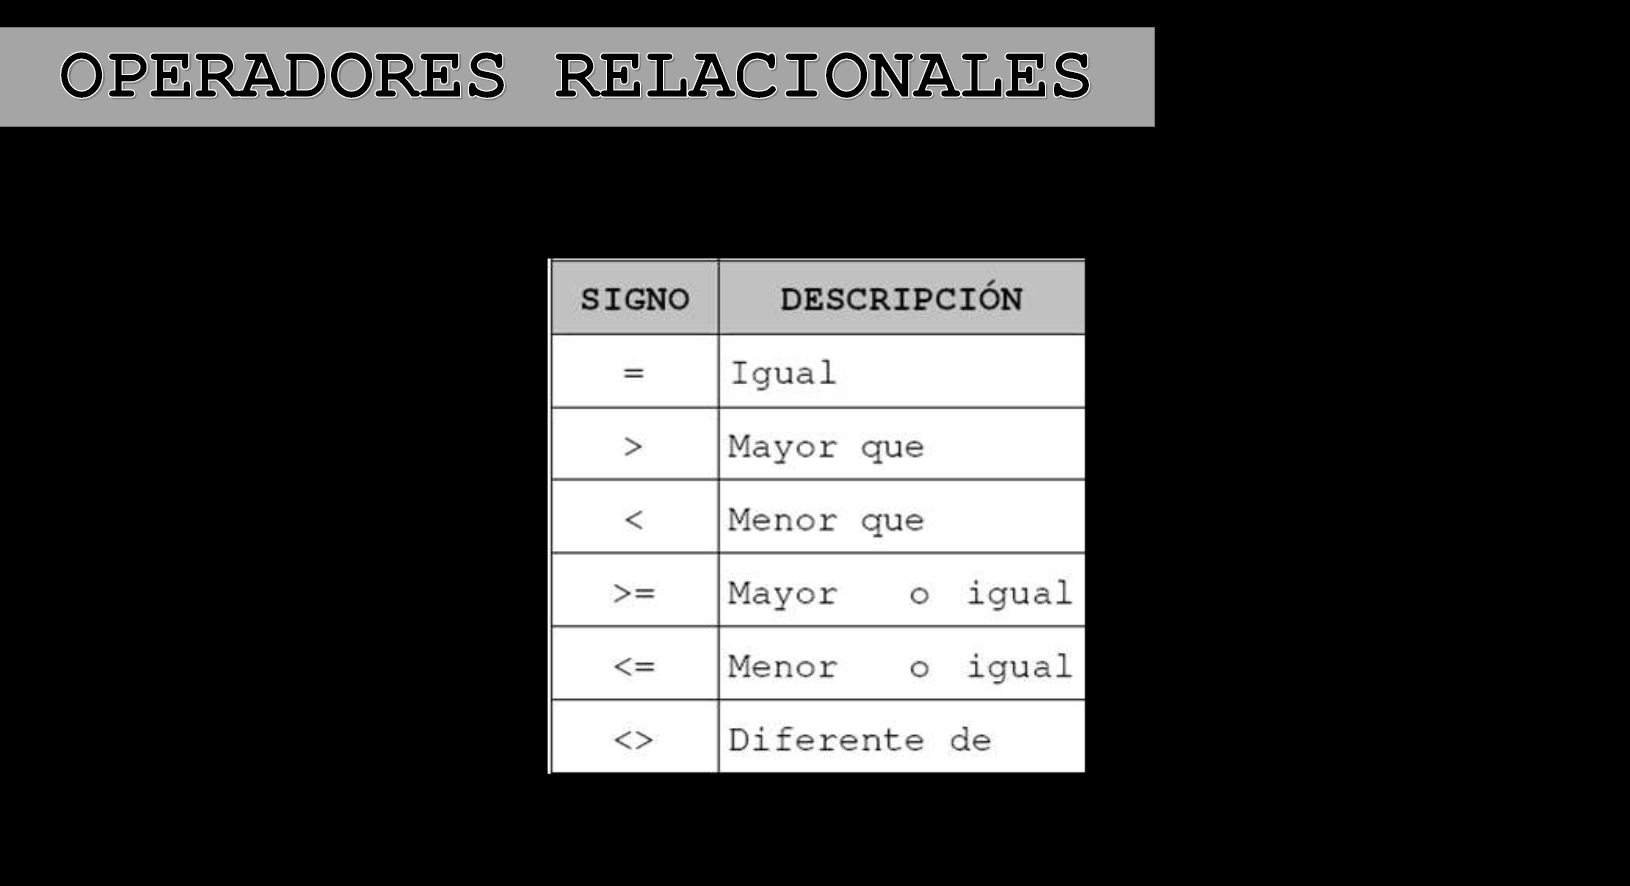 OPERADORES RELACIONALES
SIGNO DESCRIPCIÓN
= Igual
> Mayor que
< Menor que
>= Mayor o igual
<= Menor o igual
<> Diferente de